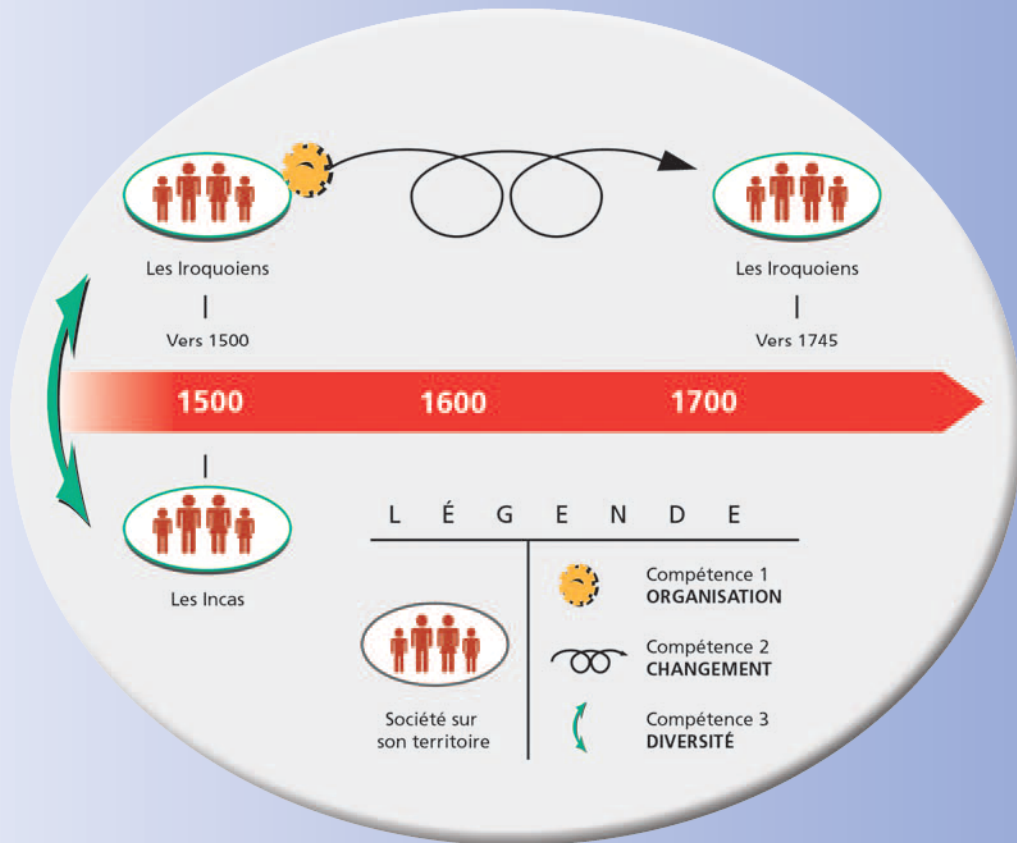 Les Iroquoiens
Vers 1500
Les Iroquoiens
Vers 1745
1500
1600
1700
Les Incas
LÉGENDE
Société sur
son territoire
Compétence 1
ORGANISATION
Compétence 2
CHANGEMENT
Compétence 3
DIVERSITÉ